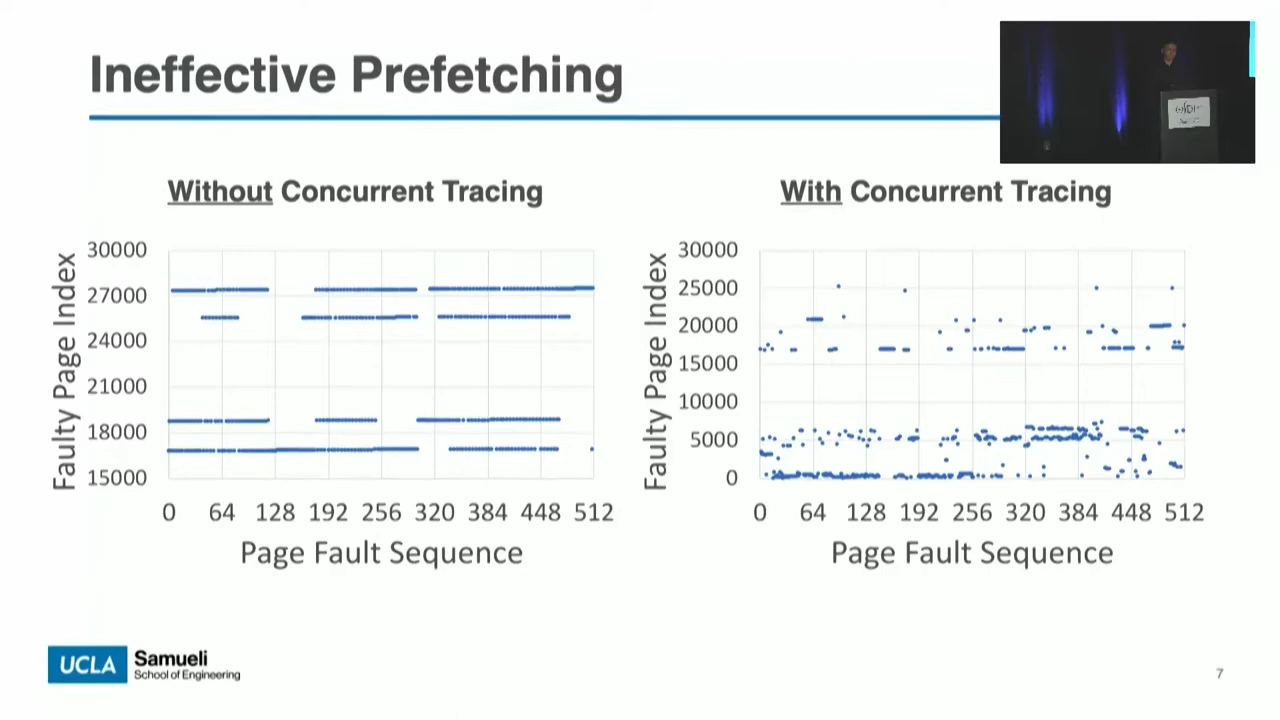 Ineffective Prefetching
Without Concurrent Tracing
Faulty Page Index
30000
27000
24000
21000
18000
15000
0 64 128 192 256 320 384 448 512
Page Fault Sequence
With Concurrent Tracing
Faulty Page Index
30000
25000
20000
15000
10000
5000
0
0 64 128 192 256 320 384 448 512
Page Fault Sequence
UCLA
Samueli
School of Engineering
7